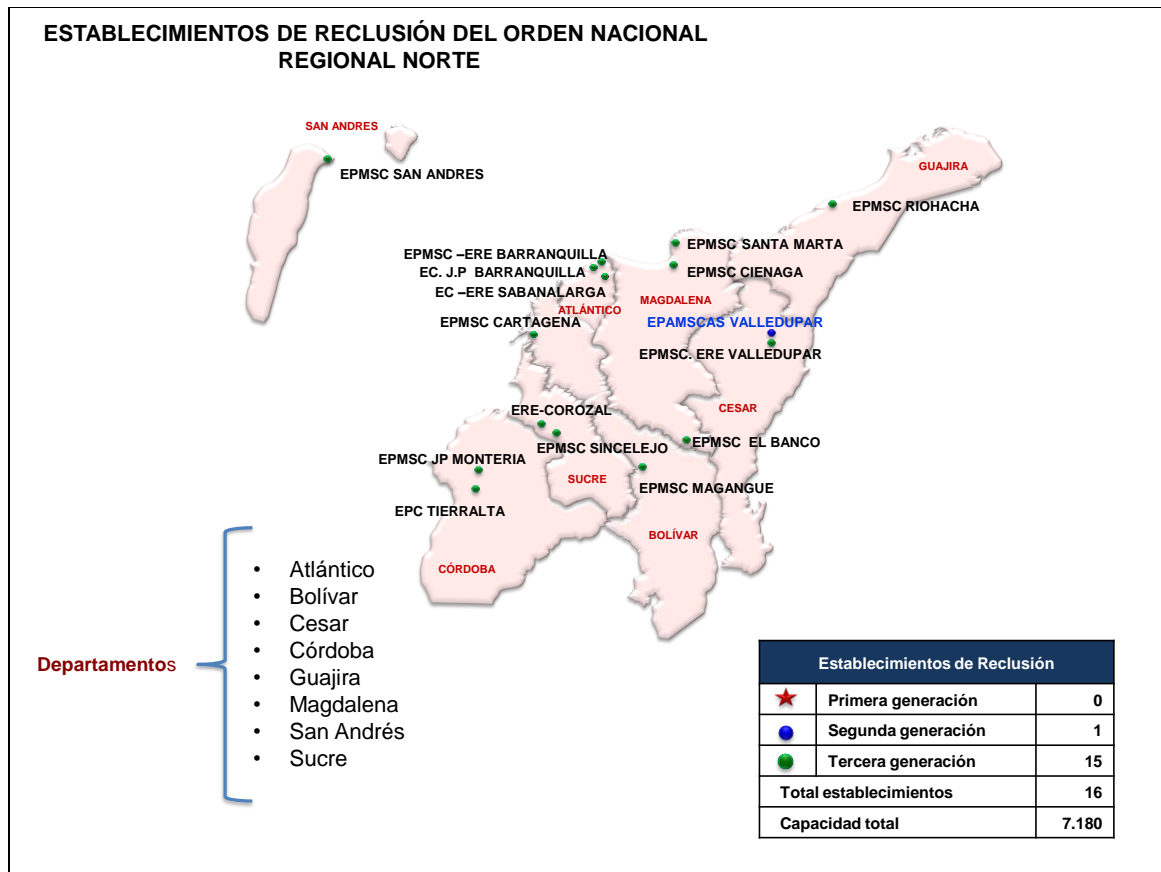 ESTABLECIMIENTOS DE RECLUSIÓN DEL ORDEN NACIONAL
REGIONAL NORTE
SAN ANDRES
EPMSC SAN ANDRES
GUAJIRA
EPMSC RIOHACHA
EPMSC SANTA MARTA
EPMSC –ERE BARRANQUILLA
EPMSC CIENAGA
EC. J.P BARRANQUILLA
EC –ERE SABANALARGA
MAGDALENA
ATLÁNTICO
EPMSC CARTAGENA
EPAMSCAS VALLEDUPAR
EPMSC. ERE VALLEDUPAR
CESAR
ERE-COROZAL
EPMSC SINCELEJO
EPMSC EL BANCO
EPMSC JP MONTERIA
SUCRE
EPMSC MAGANGUE
EPC TIERRALTA
BOLÍVAR
CÓRDOBA
Departamentos
• Atlántico
• Bolívar
• Cesar
• Córdoba
• Guajira
• Magdalena
• San Andrés
• Sucre
Establecimientos de Reclusión
Primera generación 0
Segunda generación 1
Tercera generación 15
Total establecimientos 16
Capacidad total 7.180